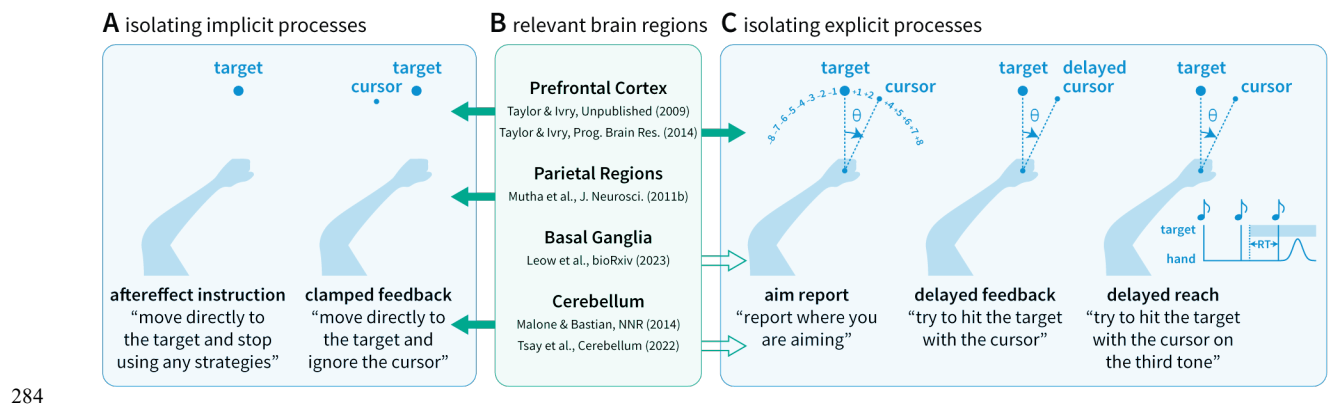 A isolating implicit processes
target
cursor
target
aftereffect instruction
“move directly to
the target and stop
using any strategies”
clamped feedback
“move directly to
the target and
ignore the cursor”
B relevant brain regions
Prefrontal Cortex
Taylor & Ivry, Unpublished (2009)
Taylor & Ivry, Prog. Brain Res. (2014)
Parietal Regions
Mutha et al., J. Neurosci. (2011b)
Basal Ganglia
Leow et al., bioRxiv (2023)
Cerebellum
Malone & Bastian, NNR (2014)
Tsay et al., Cerebellum (2022)
C isolating explicit processes
target
cursor
-8 -7 -6 -5 -4 -3 -2 -1 +1 +2 +4 +5 +6 +7 +8
θ
aim report
“report where you
are aiming”
target
delayed
cursor
θ
delayed feedback
“try to hit the target
with the cursor”
target
cursor
θ
target
RT
hand
delayed reach
“try to hit the target
with the cursor on
the third tone”
284